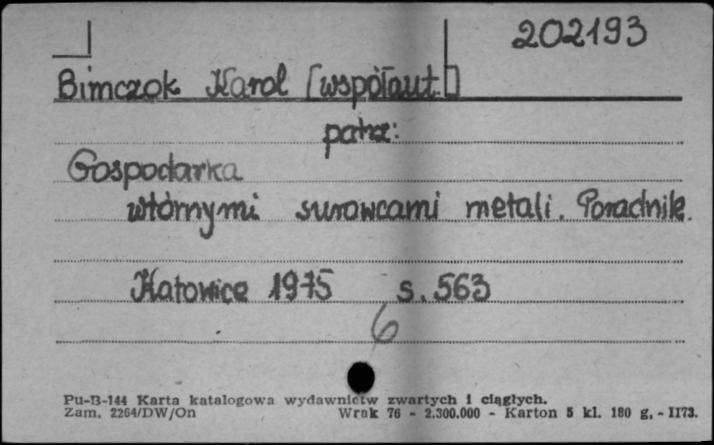 202193
Bimczok Karol [współaut.]
patrz:
Gospodarka
wtórnymi surowcami metali. Poradnik.
Katowice 1975 s. 563
6
Pu-B-144 Karta katalogowa wydawnictw zwartych i ciągłych.
Zam. 2264/DW/On Wrak 76 - 2.300.000 - Karton 5 kl. 180 g, - II73.